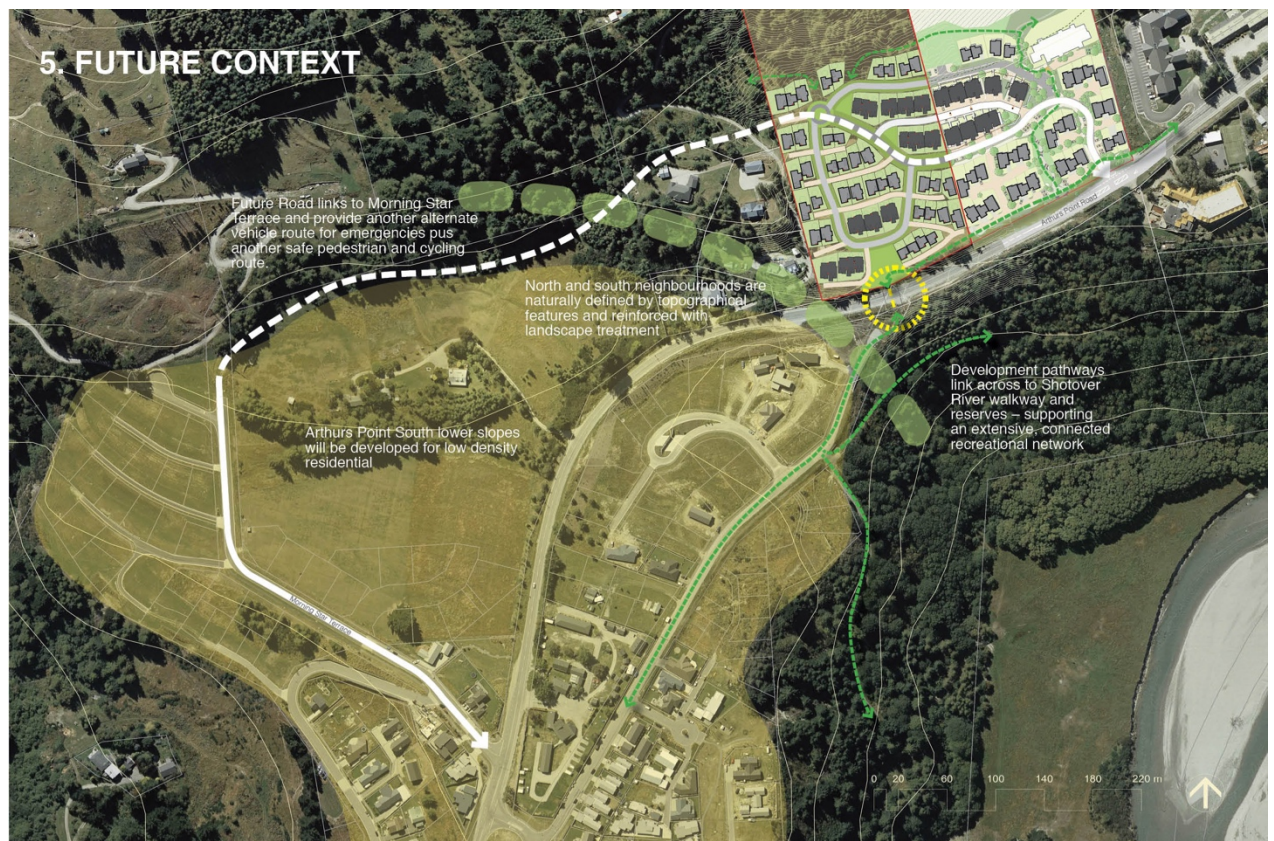 5. FUTURE CONTEXT
Future Road links to Morning Star
Terrace and provide another alternate
vehicle route for emergencies pus
another safe pedestrian and cycling
route.
North and south neighbourhoods are
naturally defined by topographical
features and reinforced with
landscape treatment
Arthurs Point Road
Development pathways
link across to Shotover
River walkway and
reserves – supporting
an extensive, connected
recreational network
Arthurs Point South lower slopes
will be developed for low density
residential
Morning Star Terrace
0 20 60 100 140 180 220 m